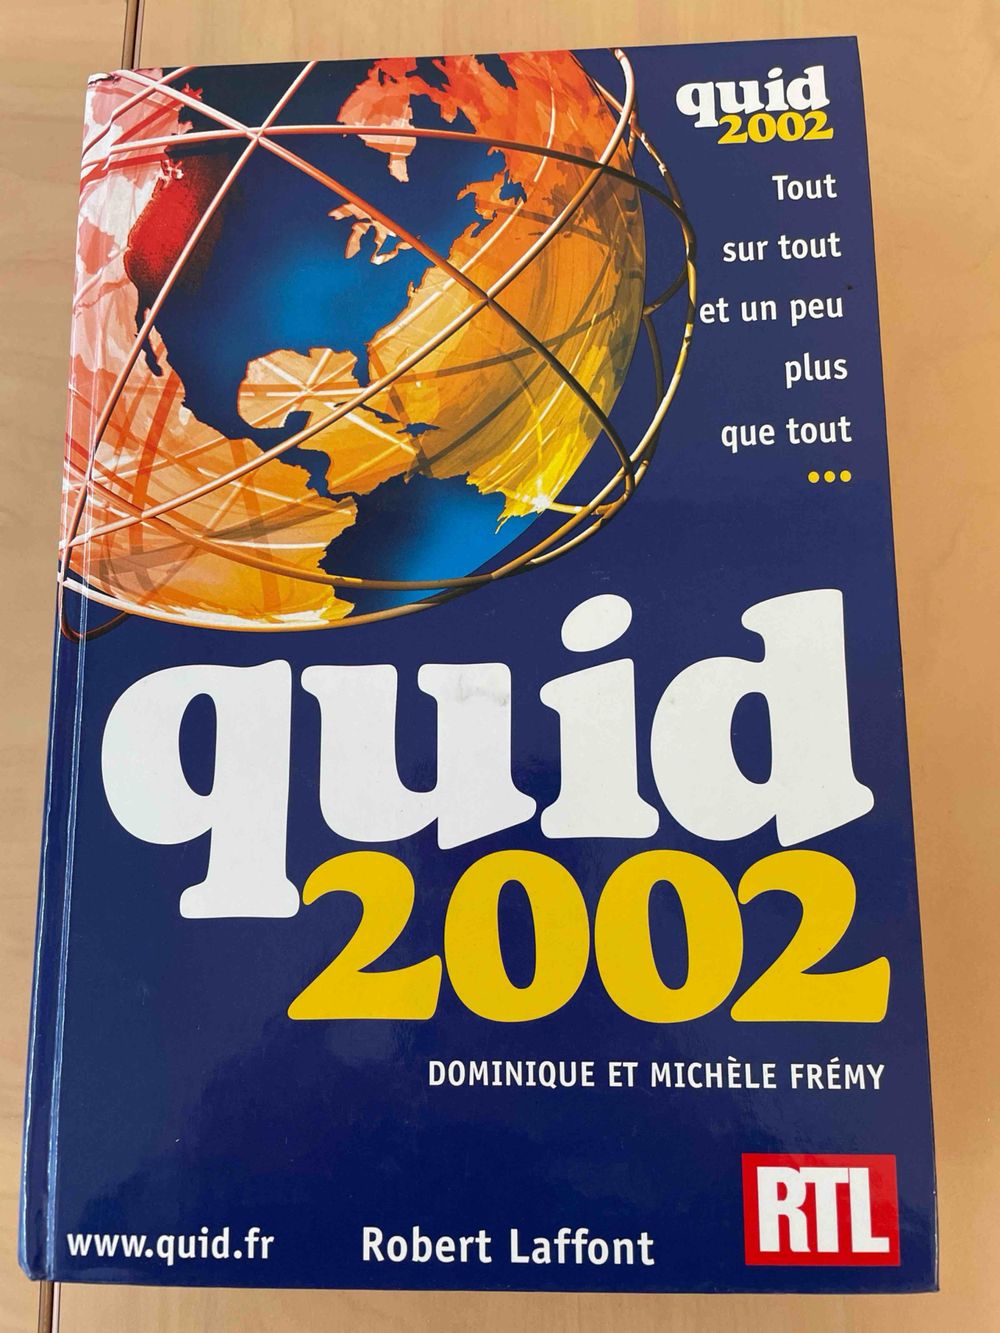 quid
2002
Tout
sur tout
et un peu
plus
que tout
...
quid
2002
DOMINIQUE ET MICHÈLE FRÉMY
RTL
www.quid.fr
Robert Laffont